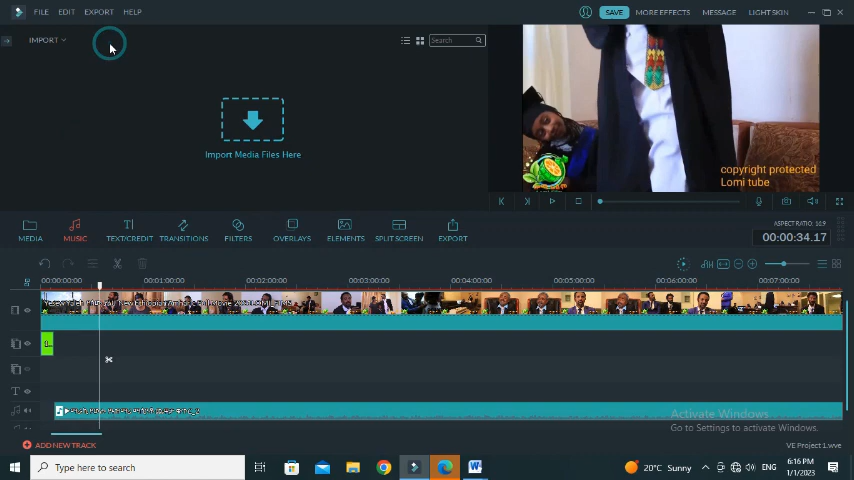 FILE EDIT EXPORT HELP
SAVE MORE EFFECTS MESSAGE LIGHT SKIN
IMPORT
Search
Import Media Files Here
copyright protected
Lomi tube
MEDIA MUSIC TEXT/CREDIT TRANSITIONS FILTERS OVERLAYS ELEMENTS SPLIT SCREEN EXPORT
ASPECT RATIO: 16:9
00:00:34.17
00:00:00:00 00:01:00:00 00:02:00:00 00:03:00:00 00:04:00:00 00:05:00:00 00:06:00:00 00:07:00:00
New Ethiopian Amharic Full Movie
Activate Windows
Go to Settings to activate Windows.
ADD NEW TRACK
VE Project 1.wve
Type here to search
20°C Sunny
ENG
6:16 PM
1/1/2023